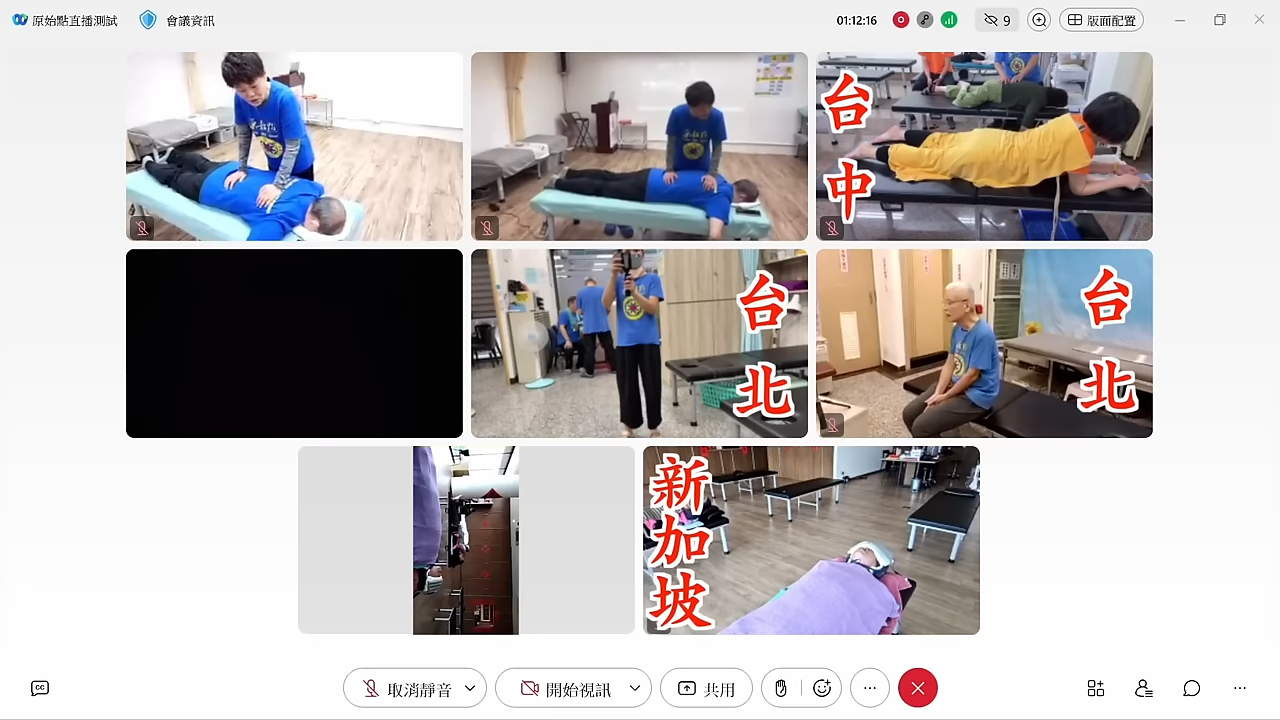 原始點直播測試
會議資訊
01:12:16
9
版面配置
台中
台北
台北
新加坡
CC
取消靜音
開始視訊
共用